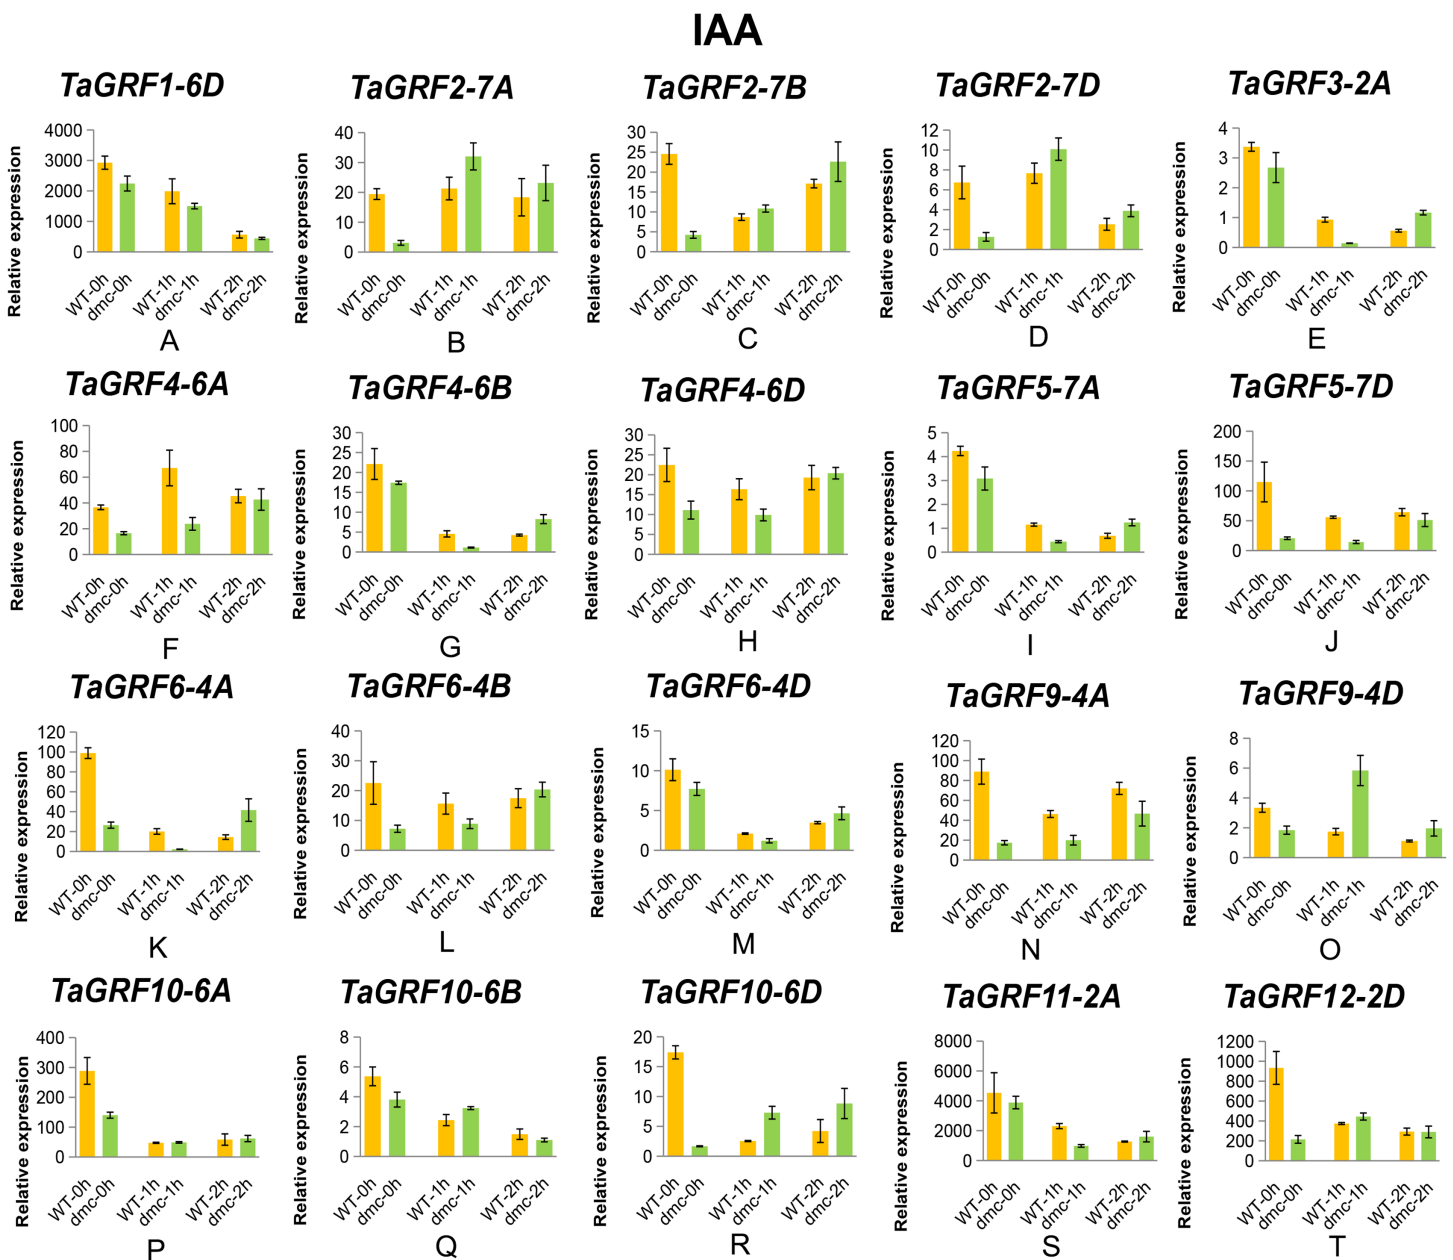 IAA
TaGRF1-6D
Relative expression
4000
3000
2000
1000
0
WT-0h
dmc-0h
WT-1h
dmc-1h
WT-2h
dmc-2h
A
TaGRF2-7A
Relative expression
40
30
20
10
0
WT-0h
dmc-0h
WT-1h
dmc-1h
WT-2h
dmc-2h
B
TaGRF2-7B
Relative expression
30
25
20
15
10
5
0
WT-0h
dmc-0h
WT-1h
dmc-1h
WT-2h
dmc-2h
C
TaGRF2-7D
Relative expression
12
10
8
6
4
2
0
WT-0h
dmc-0h
WT-1h
dmc-1h
WT-2h
dmc-2h
D
TaGRF3-2A
Relative expression
4
3
2
1
0
WT-0h
dmc-0h
WT-1h
dmc-1h
WT-2h
dmc-2h
E
TaGRF4-6A
Relative expression
100
80
60
40
20
0
WT-0h
dmc-0h
WT-1h
dmc-1h
WT-2h
dmc-2h
F
TaGRF4-6B
Relative expression
30
25
20
15
10
5
0
WT-0h
dmc-0h
WT-1h
dmc-1h
WT-2h
dmc-2h
G
TaGRF4-6D
Relative expression
30
25
20
15
10
5
0
WT-0h
dmc-0h
WT-1h
dmc-1h
WT-2h
dmc-2h
H
TaGRF5-7A
Relative expression
5
4
3
2
1
0
WT-0h
dmc-0h
WT-1h
dmc-1h
WT-2h
dmc-2h
I
TaGRF5-7D
Relative expression
200
150
100
50
0
WT-0h
dmc-0h
WT-1h
dmc-1h
WT-2h
dmc-2h
J
TaGRF6-4A
Relative expression
120
100
80
60
40
20
0
WT-0h
dmc-0h
WT-1h
dmc-1h
WT-2h
dmc-2h
K
TaGRF6-4B
Relative expression
40
30
20
10
0
WT-0h
dmc-0h
WT-1h
dmc-1h
WT-2h
dmc-2h
L
TaGRF6-4D
Relative expression
15
10
5
0
WT-0h
dmc-0h
WT-1h
dmc-1h
WT-2h
dmc-2h
M
TaGRF9-4A
Relative expression
120
100
80
60
40
20
0
WT-0h
dmc-0h
WT-1h
dmc-1h
WT-2h
dmc-2h
N
TaGRF9-4D
Relative expression
8
6
4
2
0
WT-0h
dmc-0h
WT-1h
dmc-1h
WT-2h
dmc-2h
O
TaGRF10-6A
Relative expression
400
300
200
100
0
WT-0h
dmc-0h
WT-1h
dmc-1h
WT-2h
dmc-2h
P
TaGRF10-6B
Relative expression
8
6
4
2
0
WT-0h
dmc-0h
WT-1h
dmc-1h
WT-2h
dmc-2h
Q
TaGRF10-6D
Relative expression
20
15
10
5
0
WT-0h
dmc-0h
WT-1h
dmc-1h
WT-2h
dmc-2h
R
TaGRF11-2A
Relative expression
8000
6000
4000
2000
0
WT-0h
dmc-0h
WT-1h
dmc-1h
WT-2h
dmc-2h
S
TaGRF12-2D
Relative expression
1200
1000
800
600
400
200
0
WT-0h
dmc-0h
WT-1h
dmc-1h
WT-2h
dmc-2h
T